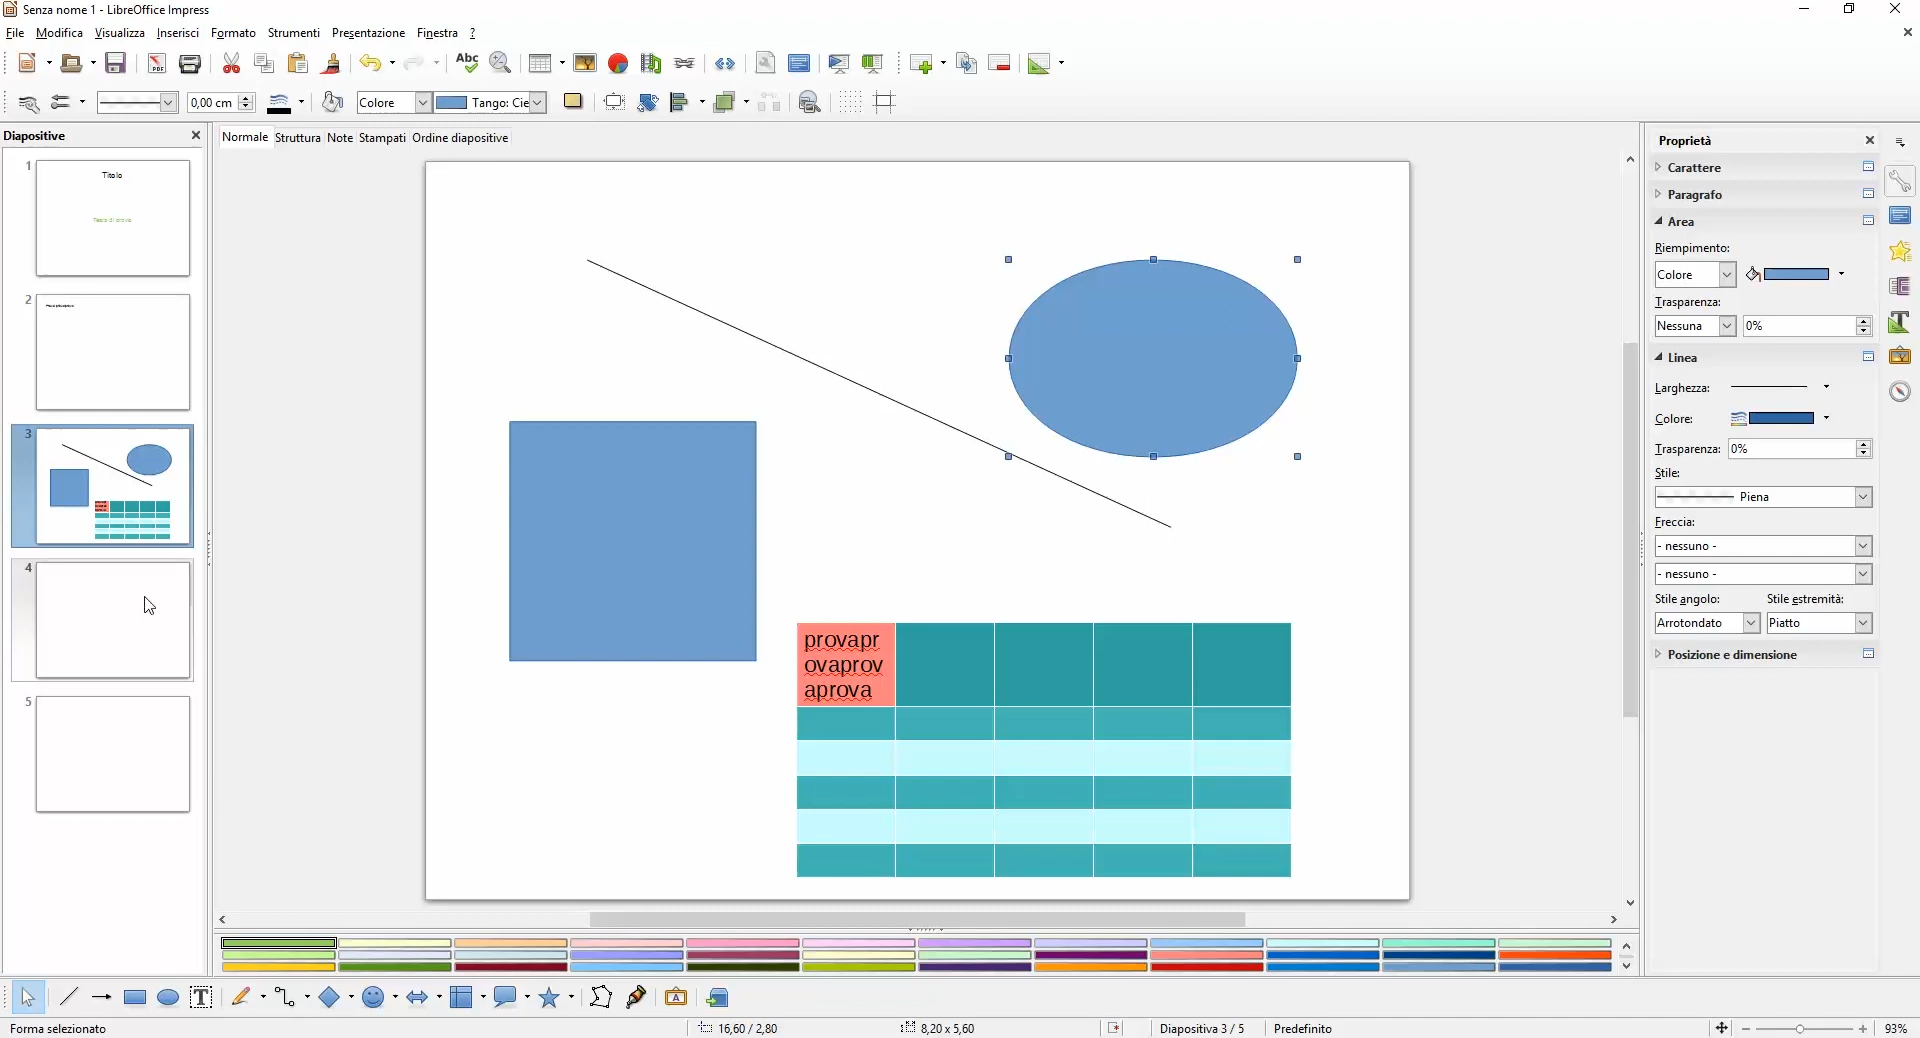 Senza nome 1 - LibreOffice Impress
File Modifica Visualizza Inserisci Formato Strumenti Presentazione Finestra ?
PDF Abc
0,00 cm Colore Tango: Cie
Diapositive
Normale Struttura Note Stampati Ordine diapositive
1
Titolo
2
3
4
5
provapr
ovaprov
aprova
Proprietà
Carattere
Paragrafo
Area
Riempimento:
Colore
Trasparenza:
Nessuna 0%
Linea
Larghezza:
Colore:
Trasparenza: 0%
Stile:
Piena
Freccia:
- nessuno -
- nessuno -
Stile angolo: Stile estremità:
Arrotondato Piatto
Posizione e dimensione
T A
Forma selezionato 16,60 / 2,80 8,20 x 5,60 Diapositiva 3 / 5 Predefinito 93%